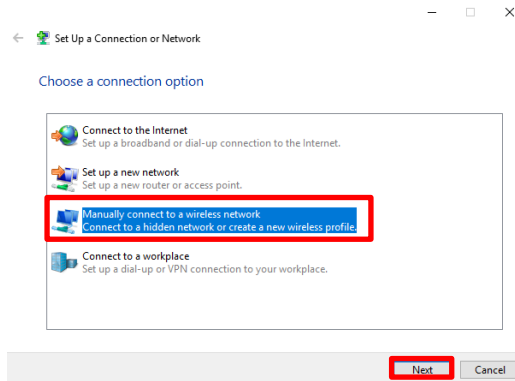 Set Up a Connection or Network
Choose a connection option
Connect to the Internet
Set up a broadband or dial-up connection to the Internet.
Set up a new network
Set up a new router or access point.
Manually connect to a wireless network
Connect to a hidden network or create a new wireless profile.
Connect to a workplace
Set up a dial-up or VPN connection to your workplace.
Next Cancel